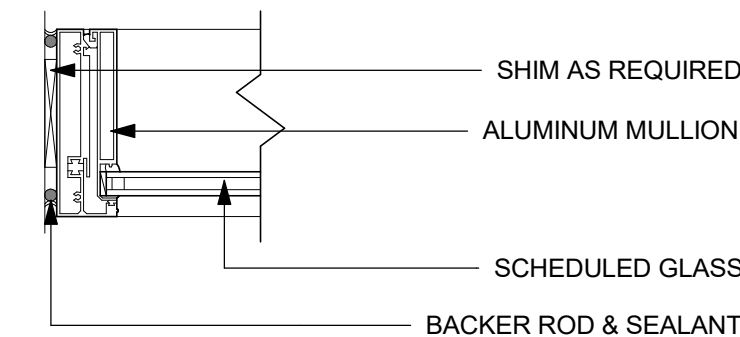 SHIM AS REQUIRED
ALUMINUM MULLION
SCHEDULED GLASS
BACKER ROD & SEALANT